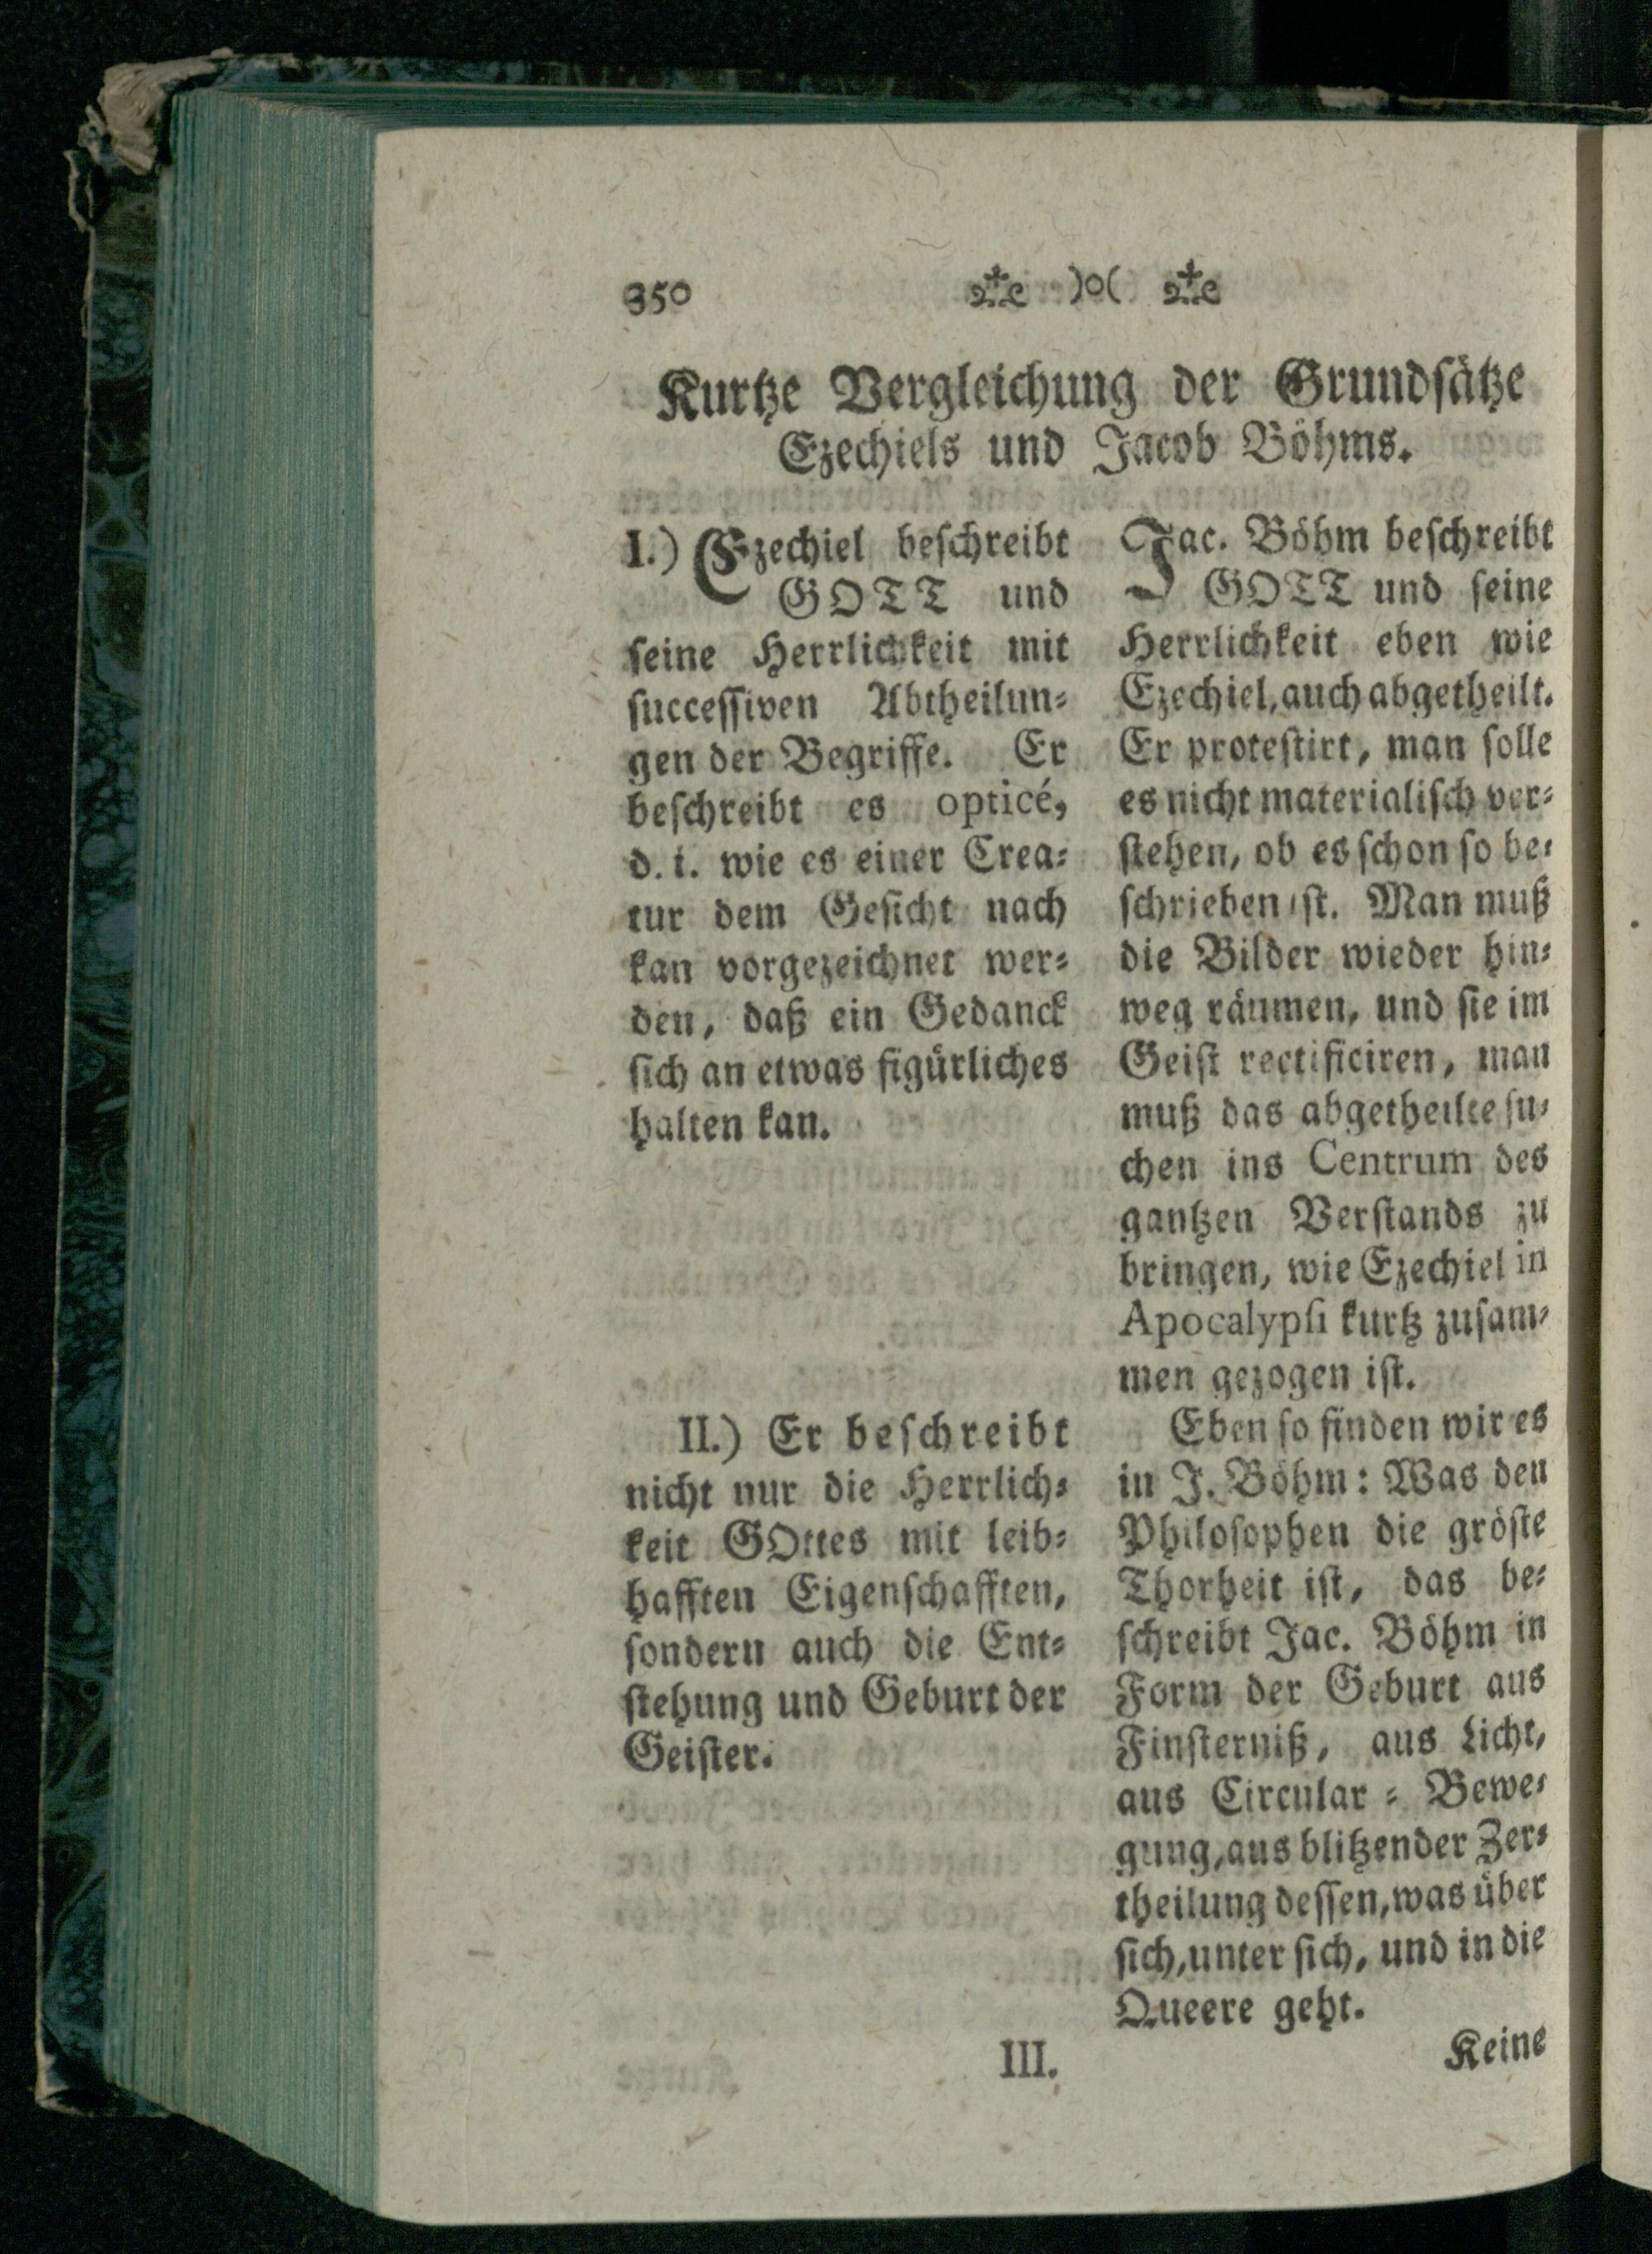 350 )o(
Kurtze Vergleichung der Grundsätze
Ezechiels und Jacob Böhms.
I.) Ezechiel beschreibt
GOTT und
seine Herrlichkeit mit
successiven Abtheilun=
gen der Begriffe. Er
beschreibt es opticé,
d. i. wie es einer Crea=
tur dem Gesicht nach
kan vorgezeichnet wer=
den, daß ein Gedanck
sich an etwas figürliches
halten kan.
II.) Er beschreibt
nicht nur die Herrlich=
keit GOttes mit leib=
hafften Eigenschafften,
sondern auch die Ent=
stehung und Geburt der
Geister.
III.
Jac. Böhm beschreibt
GOTT und seine
Herrlichkeit eben wie
Ezechiel, auch abgetheilt.
Er protestirt, man solle
es nicht materialisch ver=
stehen, ob es schon so be=
schrieben ist. Man muß
die Bilder wieder hin=
weg räumen, und sie im
Geist rectificiren, man
muß das abgetheilte su=
chen ins Centrum des
gantzen Verstands zu
bringen, wie Ezechiel in
Apocalypsi kurtz zusam=
men gezogen ist.
Eben so finden wir es
in J. Böhm: Was den
Philosophen die gröste
Thorheit ist, das be=
schreibt Jac. Böhm in
Form der Geburt aus
Finsterniß, aus Licht,
aus Circular = Bewe=
gung, aus blitzender Zer=
theilung dessen, was über
sich, unter sich, und in die
Queere geht.
Keine